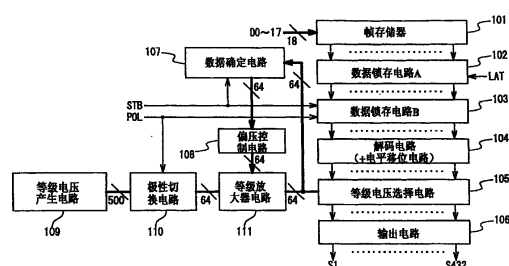 DO～17
18
帧存储器
101
107
数据确定电路
64
64
数据锁存电路A
102
LAT
STB
POL
数据锁存电路B
103
偏压控
制电路
108
64
解码电路
(+电平移位电路)
104
等级电压
产生电路
109
500
极性切
换电路
110
64
等级放
大器电路
111
64
等级电压选择电路
105
输出电路
106
S1
S432